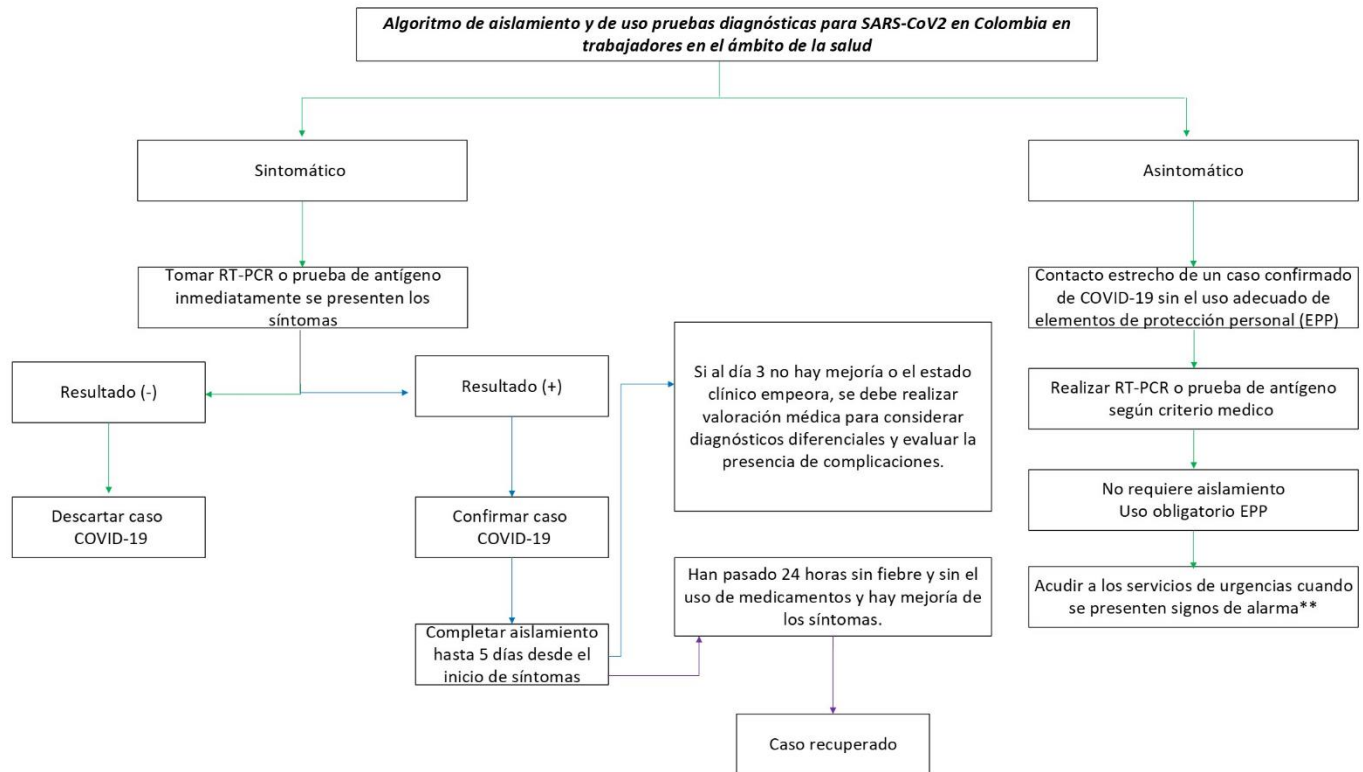 Algoritmo de aislamiento y de uso pruebas diagnósticas para SARS-CoV2 en Colombia en
trabajadores en el ámbito de la salud
Sintomático
Tomar RT-PCR o prueba de antígeno
inmediatamente se presenten los
síntomas
Resultado (-)
Descartar caso
COVID-19
Resultado (+)
Confirmar caso
COVID-19
Completar aislamiento
hasta 5 días desde el
inicio de síntomas
Si al día 3 no hay mejoría o el estado
clínico empeora, se debe realizar
valoración médica para considerar
diagnósticos diferenciales y evaluar la
presencia de complicaciones.
Han pasado 24 horas sin fiebre y sin el
uso de medicamentos y hay mejoría de
los síntomas.
Caso recuperado
Asintomático
Contacto estrecho de un caso confirmado
de COVID-19 sin el uso adecuado de
elementos de protección personal (EPP)
Realizar RT-PCR o prueba de antígeno
según criterio medico
No requiere aislamiento
Uso obligatorio EPP
Acudir a los servicios de urgencias cuando
se presenten signos de alarma**